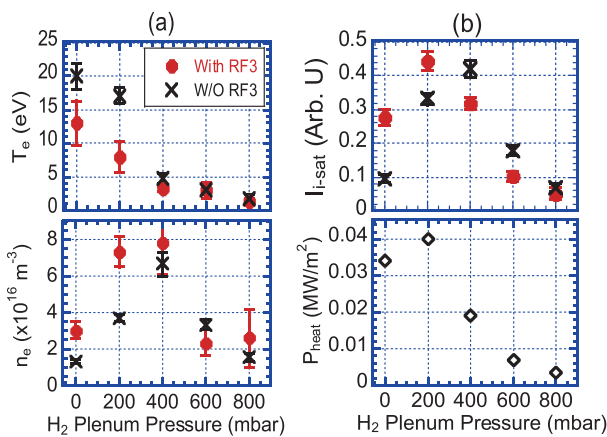 (a)
(b)
25
20
15
10
5
0
T_e (eV)
With RF3
W/O RF3
0.5
0.4
0.3
0.2
0.1
0
I_i-sat (Arb. U)
8
6
4
2
0
n_e (x10^16 m^-3)
0 200 400 600 800
H_2 Plenum Pressure (mbar)
0.04
0.03
0.02
0.01
0
P_heat (MW/m^2)
0 200 400 600 800
H_2 Plenum Pressure (mbar)